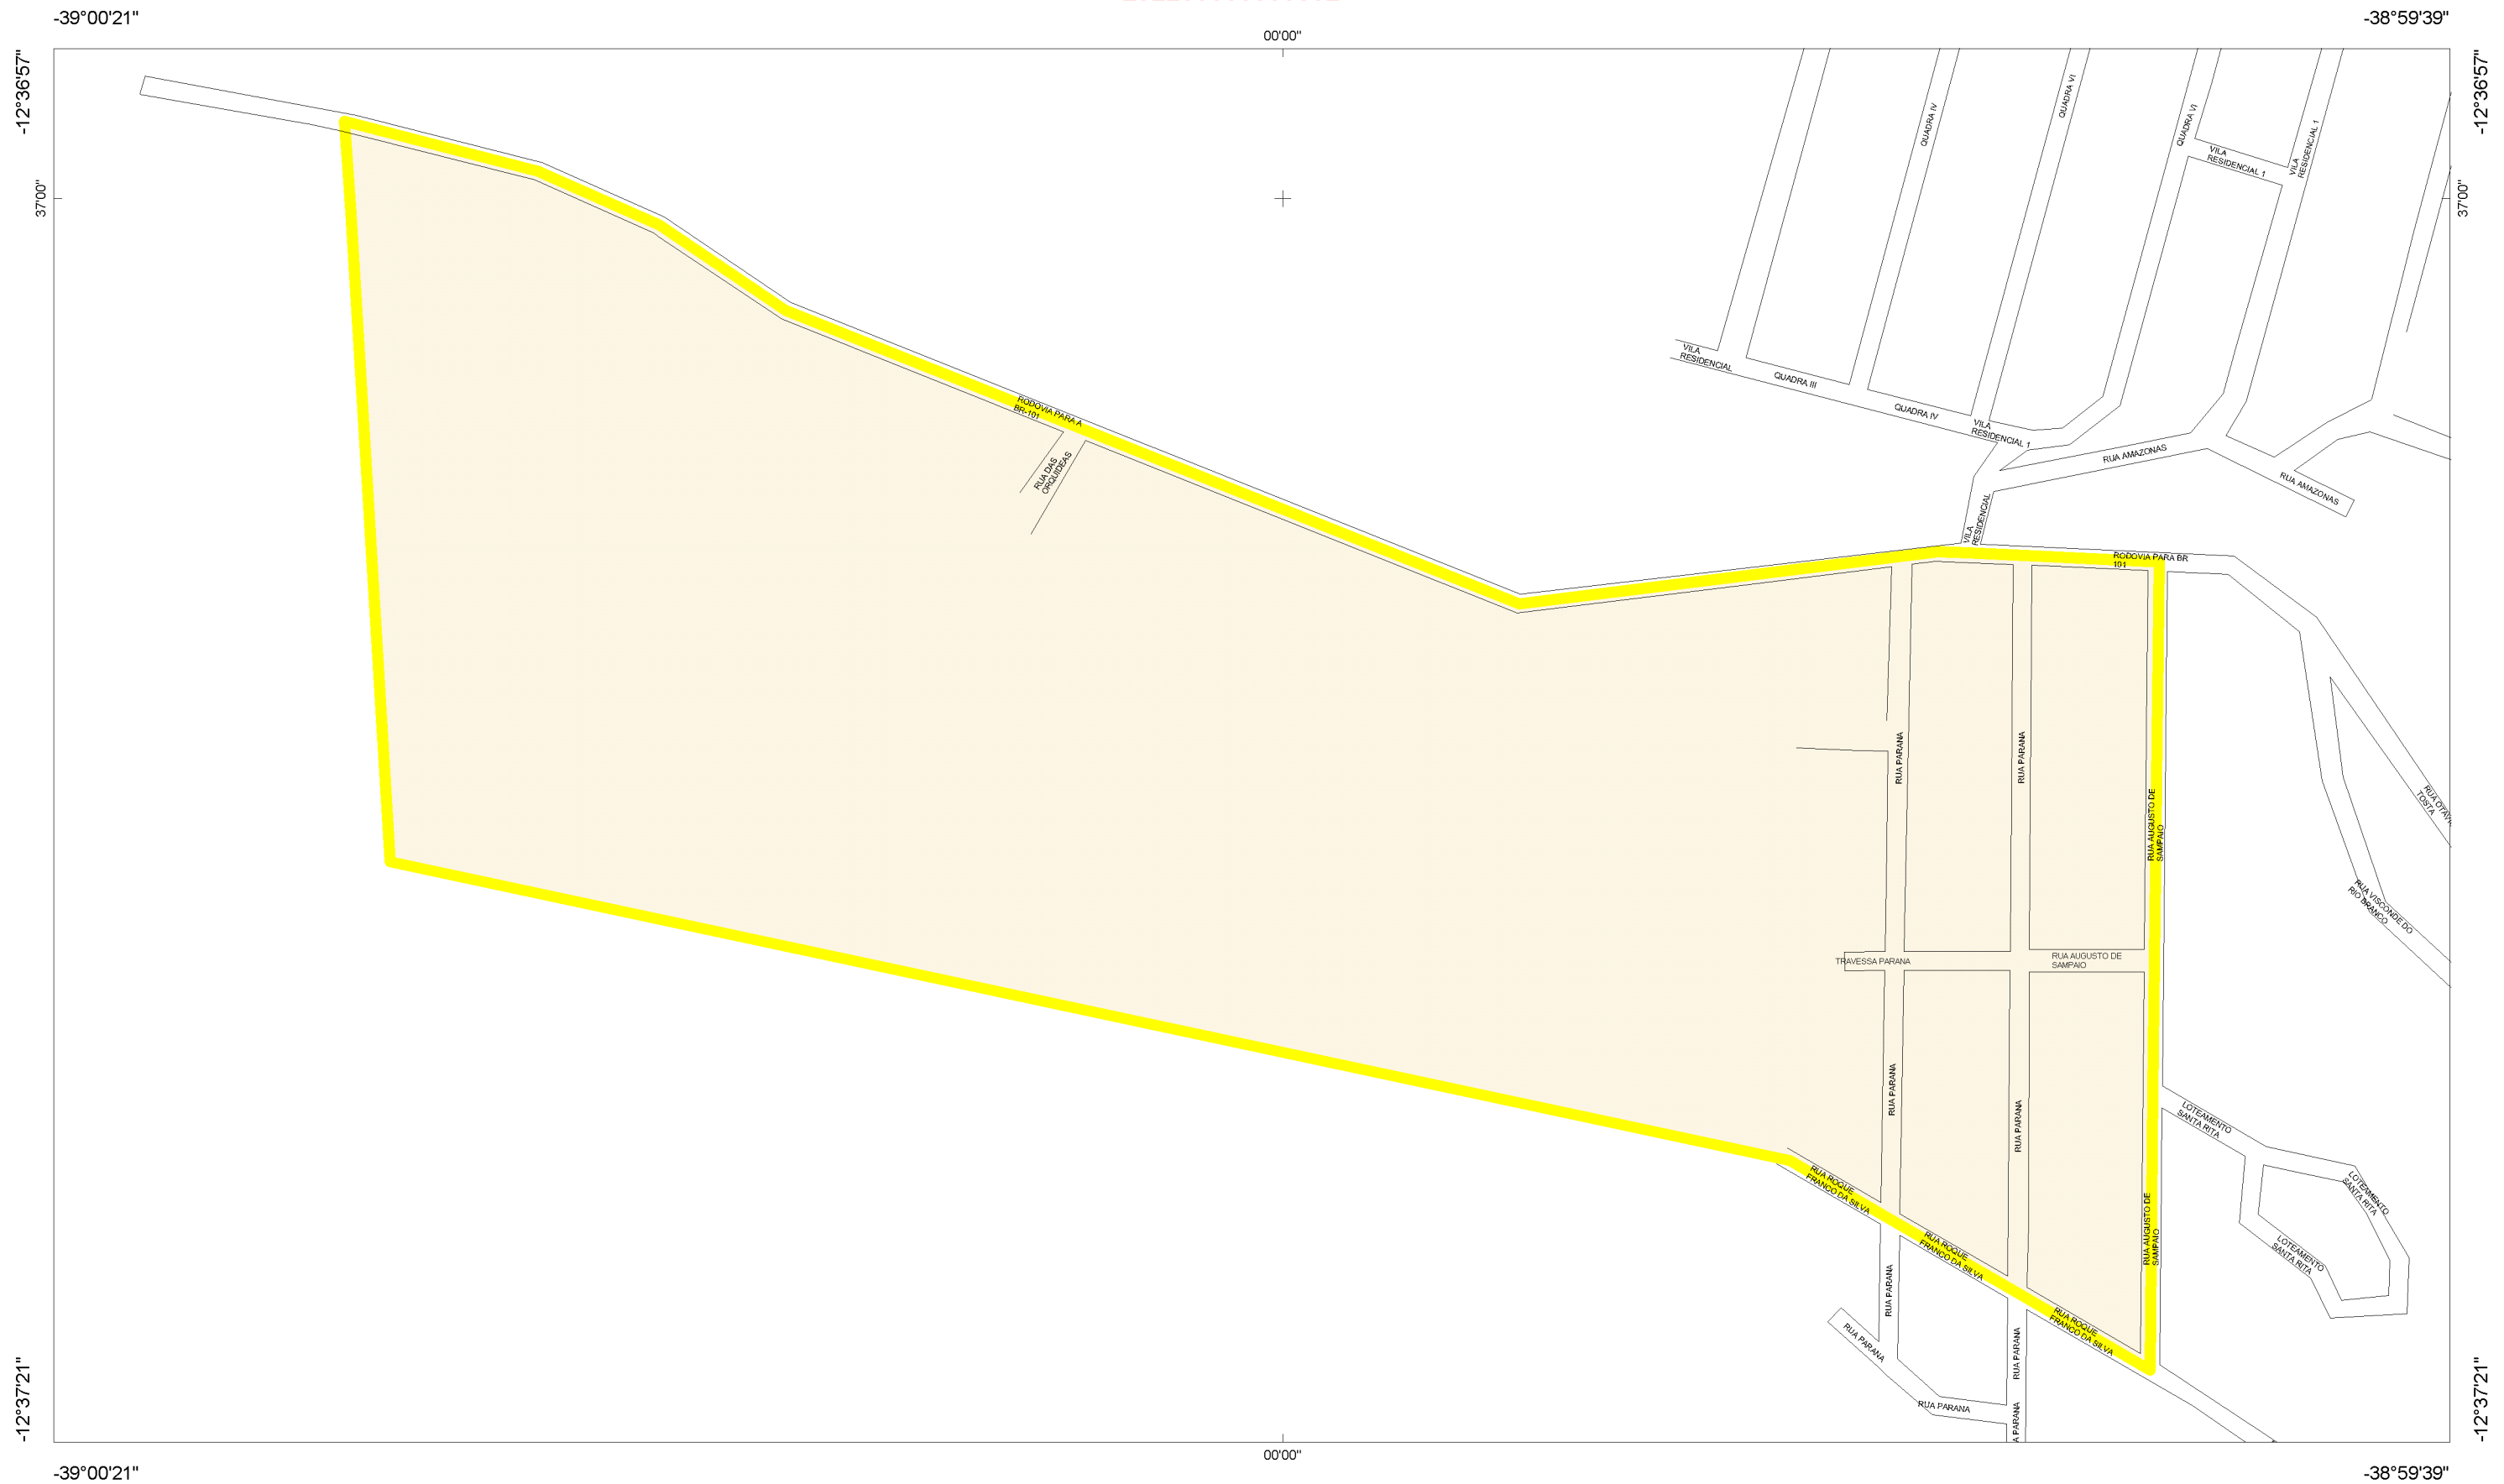 -39°00'21"
-38°59'39"
00'00"
-12°36'57"
-12°36'57"
37'00"
37'00"
QUADRA IV
QUADRA VI
QUADRA VI
VILA
RESIDENCIAL 1
VILA
RESIDENCIAL 1
VILA
RESIDENCIAL
QUADRA III
QUADRA IV
VILA
RESIDENCIAL 1
RUA AMAZONAS
RUA AMAZONAS
RODOVIA PARA A
BR-101
RUA DAS
ORQUIDEAS
VILA
RESIDENCIAL
RODOVIA PARA BR
101
RUA PARANA
RUA PARANA
RUA AUGUSTO DE
SAMPAIO
TOSTA
RUA VISCONDE DO
RIO BRANCO
TRAVESSA PARANA
RUA AUGUSTO DE
SAMPAIO
RUA PARANA
RUA PARANA
LOTEAMENTO
SANTA RITA
RUA ROQUE
FRANCO DA SILVA
LOTEAMENTO
SANTA RITA
RUA AUGUSTO DE
SAMPAIO
RUA ROQUE
FRANCO DA SILVA
LOTEAMENTO
SANTA RITA
RUA PARANA
RUA PARANA
RUA PARANA
RUA ROQUE
FRANCO DA SILVA
RUA PARANA
A PARANA
-12°37'21"
-12°37'21"
00'00"
-39°00'21"
-38°59'39"